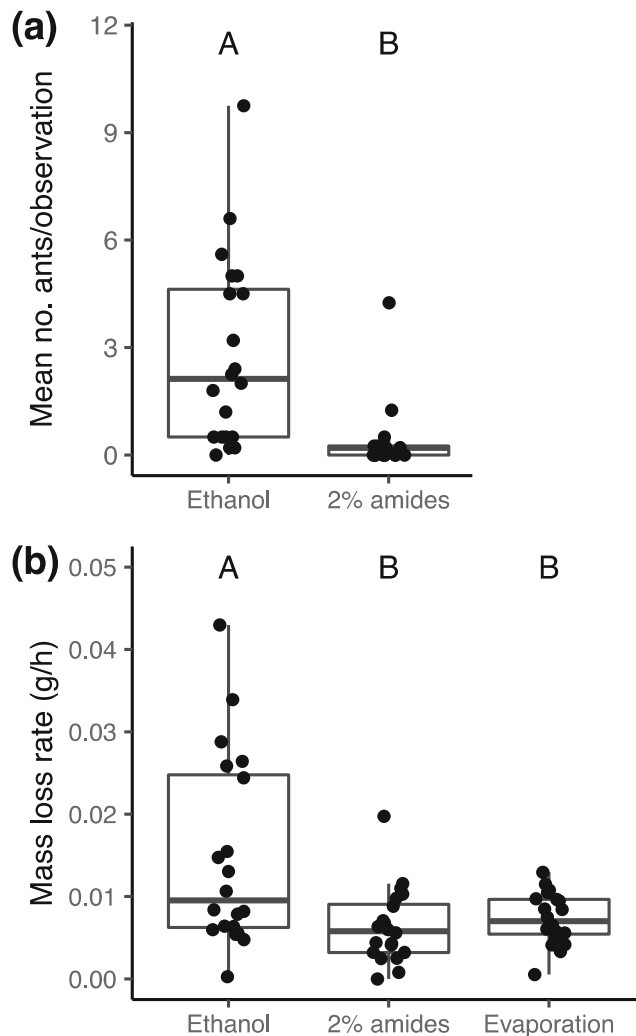 (a)
Mean no. ants/observation
12
9
6
3
0
A B
Ethanol 2% amides
(b)
Mass loss rate (g/h)
0.05
0.04
0.03
0.02
0.01
0.00
A B B
Ethanol 2% amides Evaporation